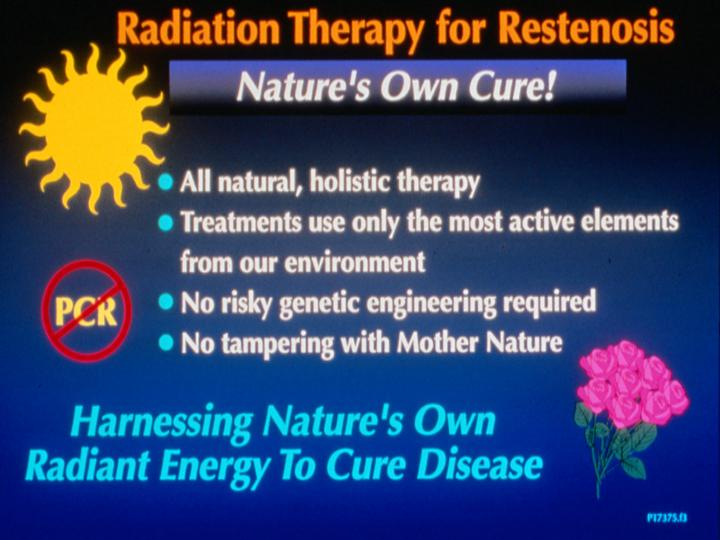 Radiation Therapy for Restenosis
Nature's Own Cure!
All natural, holistic therapy
Treatments use only the most active elements
from our environment
No risky genetic engineering required
PCR
No tampering with Mother Nature
Harnessing Nature's Own
Radiant Energy To Cure Disease
PT7375.f3